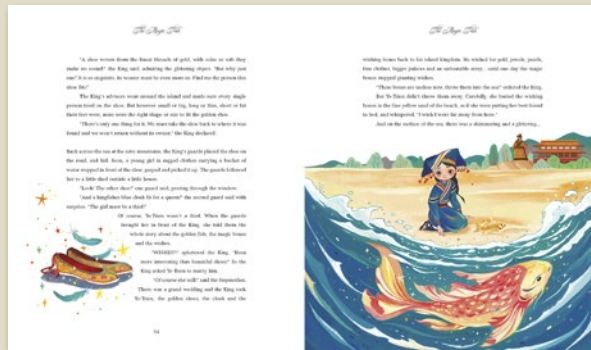 The Magic Fish
"A shoe woven from the finest threads of gold, with soles so soft they
make no sound!" the King said, admiring the glittering object. "But why just
one? It is so exquisite, its wearer must be even more so. Find me the person this
shoe fits!"
The King's advisors went around the island and made sure every single
person tried on the shoe. But however small or big, long or thin, short or fat
their feet were, none were the right shape or size to fit the golden shoe.
"There's only one thing for it. We must take the shoe back to where it was
found and we won't return without its owner," the King declared.
Back across the sea at the cave mountains, the King's guards placed the shoe on
the road, and hid. Soon, a young girl in ragged clothes carrying a bucket of
water stopped in front of the shoe, gasped and picked it up. The guards followed
her to a little shed outside a little house.
"Look! The other shoe!" one guard said, peering through the window.
"And a kingfisher blue cloak fit for a queen!" the second guard said with
surprise. "The girl must be a thief!"
Of course, Ye-Xian wasn't a thief. When the guards
brought her in front of the King, she told them the
whole story about the golden fish, the magic bones
and the wishes.
"WISHES?!" spluttered the King. "Even
more interesting than beautiful shoes!" So the
King asked Ye-Xian to marry him.
"Of course she will!" said the Stepmother.
There was a grand wedding and the King took
Ye-Xian, the golden shoes, the cloak and the
The Magic Fish
wishing bones back to his island kingdom. He wished for gold, jewels, pearls,
fine clothes, bigger palaces and an unbeatable army... until one day the magic
bones stopped granting wishes.
"These bones are useless now, throw them into the sea!" ordered the King.
But Ye-Xian didn't throw them away. Carefully, she buried the wishing
bones in the fine yellow sand of the beach, as if she were putting her best friend
to bed, and whispered, "I wish I were far away from here."
And on the surface of the sea, there was a shimmering and a glittering...